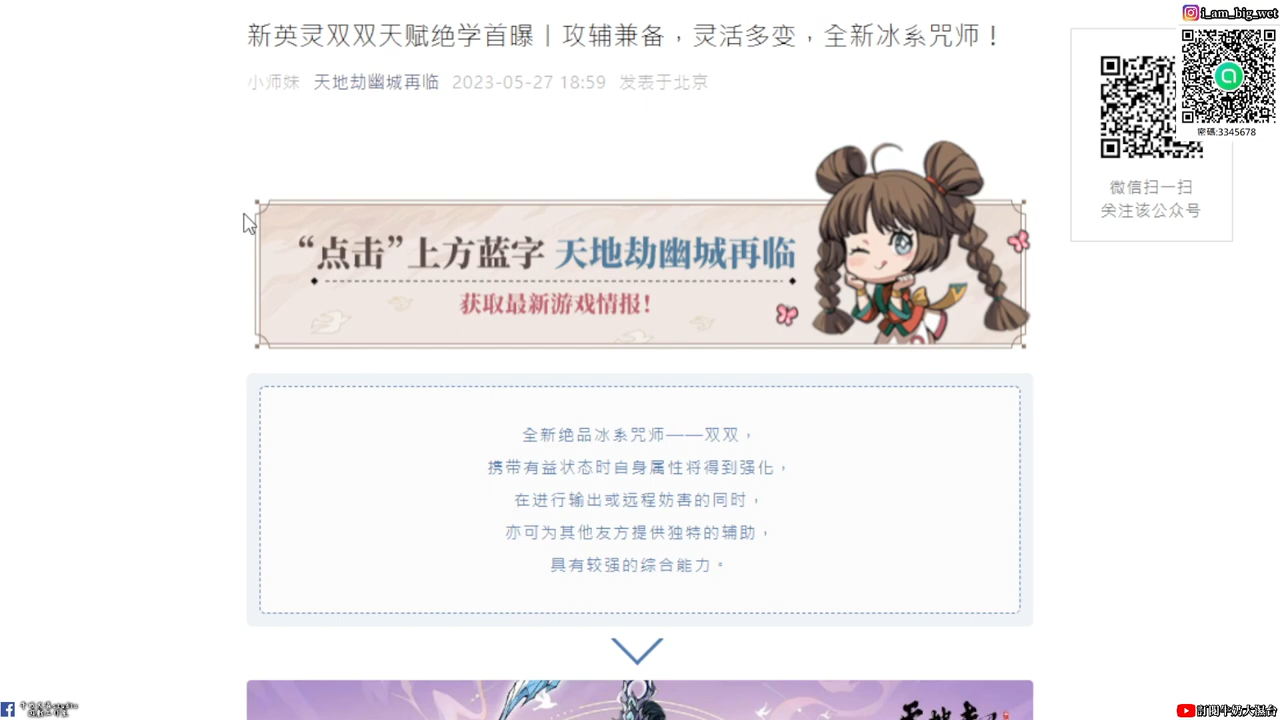 新英灵双双天赋绝学首曝丨攻辅兼备，灵活多变，全新冰系咒师！
小师妹 天地劫幽城再临 2023-05-27 18:59 发表于北京
i_am_big_wet
密碼:3345678
微信扫一扫
关注该公众号
“点击”上方蓝字 天地劫幽城再临
获取最新游戏情报!
全新绝品冰系咒师——双双，
携带有益状态时自身属性将得到强化，
在进行输出或远程妨害的同时，
亦可为其他友方提供独特的辅助，
具有较强的综合能力。